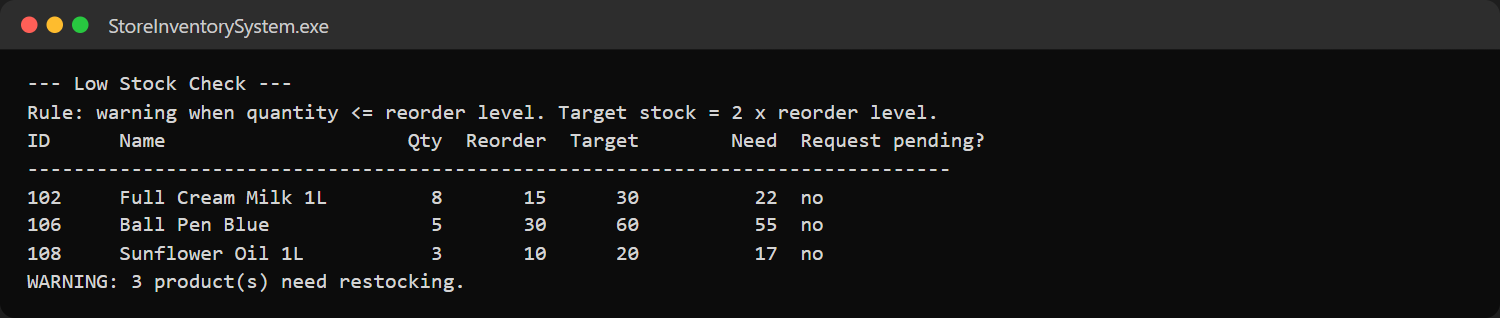 StoreInventorySystem.exe
--- Low Stock Check ---
Rule: warning when quantity <= reorder level. Target stock = 2 x reorder level.
ID      Name                     Qty  Reorder  Target        Need  Request pending?
--------------------------------------------------------------------------------
102     Full Cream Milk 1L         8       15      30          22  no
106     Ball Pen Blue              5       30      60          55  no
108     Sunflower Oil 1L           3       10      20          17  no
WARNING: 3 product(s) need restocking.